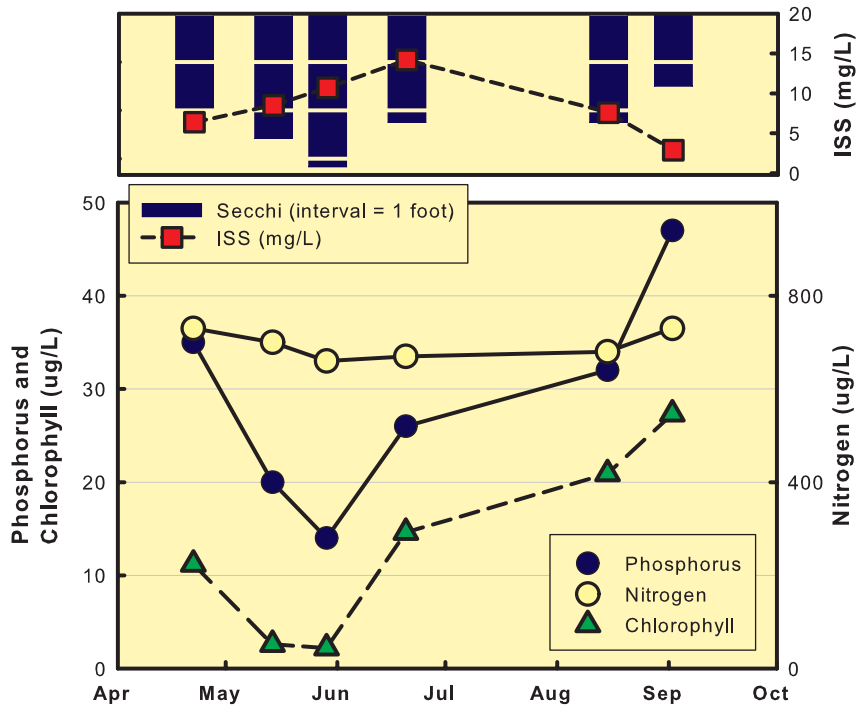 20
15
10
5
0
ISS (mg/L)
Secchi (interval = 1 foot)
ISS (mg/L)
50
40
30
20
10
0
Phosphorus and
Chlorophyll (ug/L)
800
400
0
Nitrogen (ug/L)
Phosphorus
Nitrogen
Chlorophyll
Apr May Jun Jul Aug Sep Oct